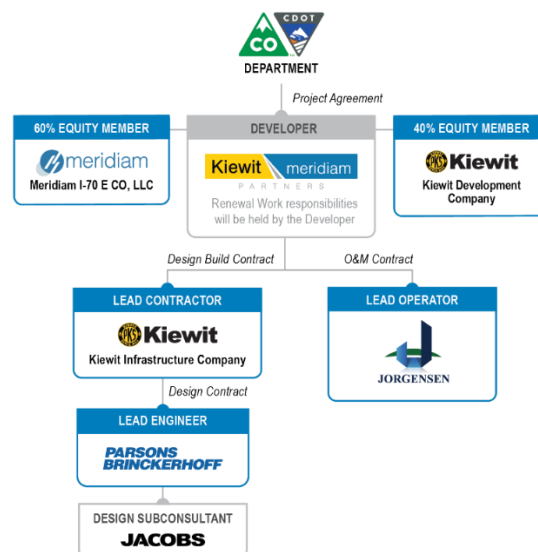 CO
CDOT
DEPARTMENT
Project Agreement
60% EQUITY MEMBER
meridiam
Meridiam I-70 E CO, LLC
DEVELOPER
Kiewit meridiam
PARTNERS
Renewal Work responsibilities
will be held by the Developer
40% EQUITY MEMBER
Kiewit
Kiewit Development
Company
Design Build Contract
O&M Contract
LEAD CONTRACTOR
Kiewit
Kiewit Infrastructure Company
LEAD OPERATOR
JORGENSEN
Design Contract
LEAD ENGINEER
PARSONS
BRINCKERHOFF
DESIGN SUBCONSULTANT
JACOBS